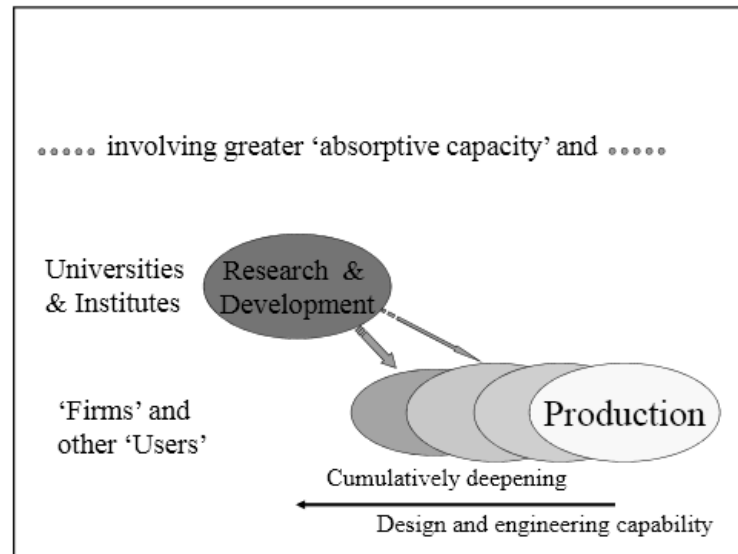 ..... involving greater ‘absorptive capacity’ and .....
Universities
& Institutes
Research &
Development
‘Firms’ and
other ‘Users’
Production
Cumulatively deepening
Design and engineering capability